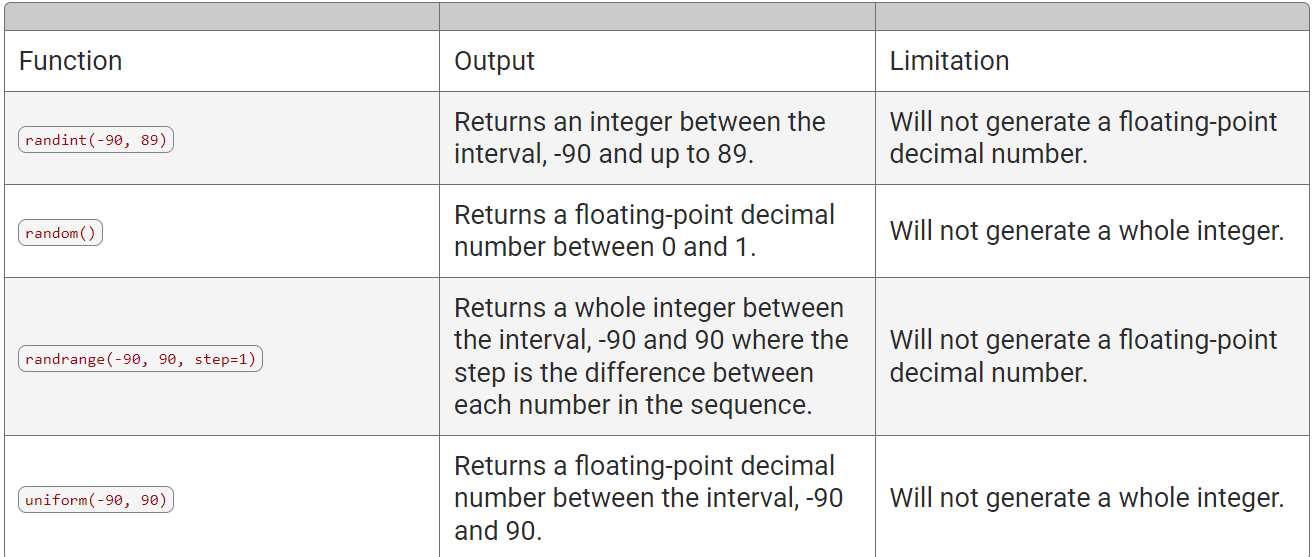 Function
Output
Limitation
randint(-90, 89)
Returns an integer between the
interval, -90 and up to 89.
Will not generate a floating-point
decimal number.
random()
Returns a floating-point decimal
number between 0 and 1.
Will not generate a whole integer.
randrange(-90, 90, step=1)
Returns a whole integer between
the interval, -90 and 90 where the
step is the difference between
each number in the sequence.
Will not generate a floating-point
decimal number.
uniform(-90, 90)
Returns a floating-point decimal
number between the interval, -90
and 90.
Will not generate a whole integer.